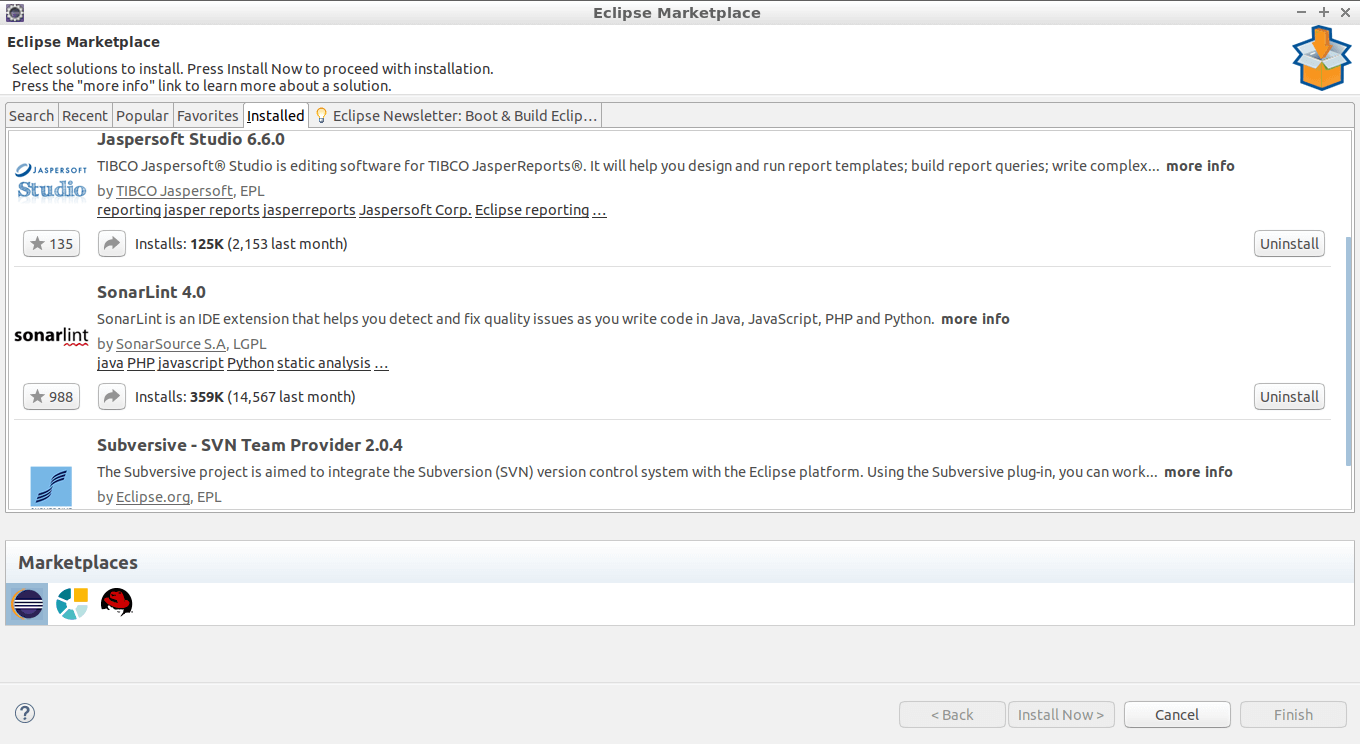 Eclipse Marketplace
Eclipse Marketplace
Select solutions to install. Press Install Now to proceed with installation.
Press the "more info" link to learn more about a solution.
Search Recent Popular Favorites Installed Eclipse Newsletter: Boot & Build Eclip...
Jaspersoft Studio 6.6.0
JASPERSOFT Studio
TIBCO Jaspersoft® Studio is editing software for TIBCO JasperReports®. It will help you design and run report templates; build report queries; write complex... more info
by TIBCO Jaspersoft, EPL
reporting jasper reports jasperreports Jaspersoft Corp. Eclipse reporting ...
135 Installs: 125K (2,153 last month) Uninstall
SonarLint 4.0
SonarLint is an IDE extension that helps you detect and fix quality issues as you write code in Java, JavaScript, PHP and Python. more info
sonarlint
by SonarSource S.A, LGPL
java PHP javascript Python static analysis ...
988 Installs: 359K (14,567 last month) Uninstall
Subversive - SVN Team Provider 2.0.4
The Subversive project is aimed to integrate the Subversion (SVN) version control system with the Eclipse platform. Using the Subversive plug-in, you can work... more info
by Eclipse.org, EPL
Marketplaces
? < Back Install Now > Cancel Finish